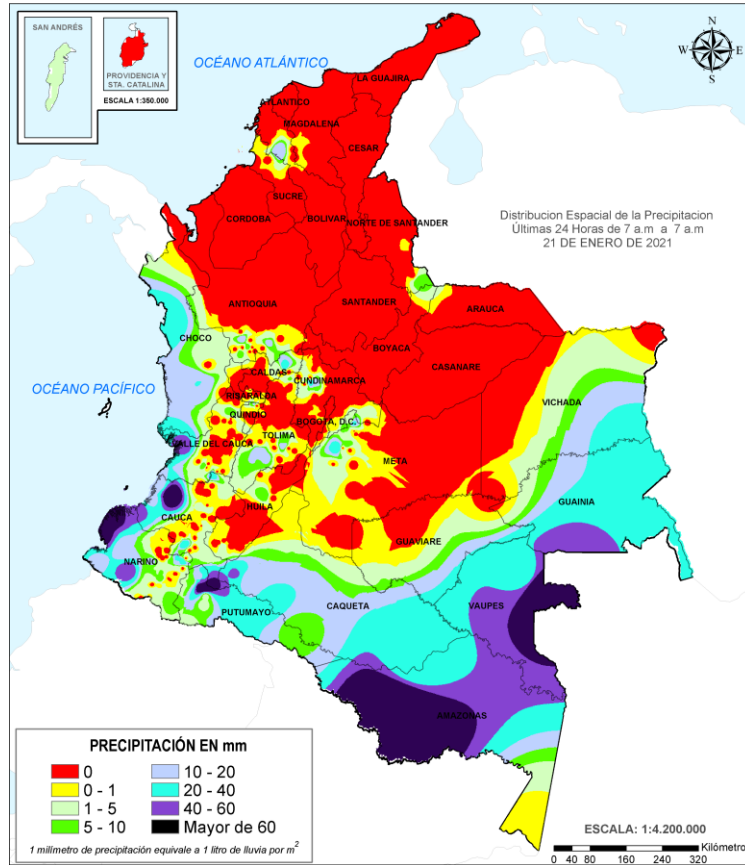 SAN ANDRÉS
PROVIDENCIA Y
STA. CATALINA
ESCALA 1:350.000
OCÉANO ATLÁNTICO
N
W E
S
LA GUAJIRA
ATLANTICO
MAGDALENA
CESAR
SUCRE
CORDOBA
BOLIVAR
NORTE DE SANTANDER
Distribucion Espacial de la Precipitacion
Últimas 24 Horas de 7 a.m a 7 a.m
21 DE ENERO DE 2021
ANTIOQUIA
SANTANDER
ARAUCA
CHOCO
BOYACA
CASANARE
CALDAS
CUNDINAMARCA
OCÉANO PACÍFICO
RISARALDA
VICHADA
QUINDIO
BOGOTA, D.C.
TOLIMA
VALLE DEL CAUCA
META
GUAINIA
HUILA
CAUCA
GUAVIARE
NARINO
CAQUETA
VAUPES
PUTUMAYO
AMAZONAS
PRECIPITACIÓN EN mm
0 10 - 20
0 - 1 20 - 40
1 - 5 40 - 60
5 - 10 Mayor de 60
1 milímetro de precipitación equivale a 1 litro de lluvia por m2
ESCALA: 1:4.200.000
Kilóme
0 40 80 160 240 320